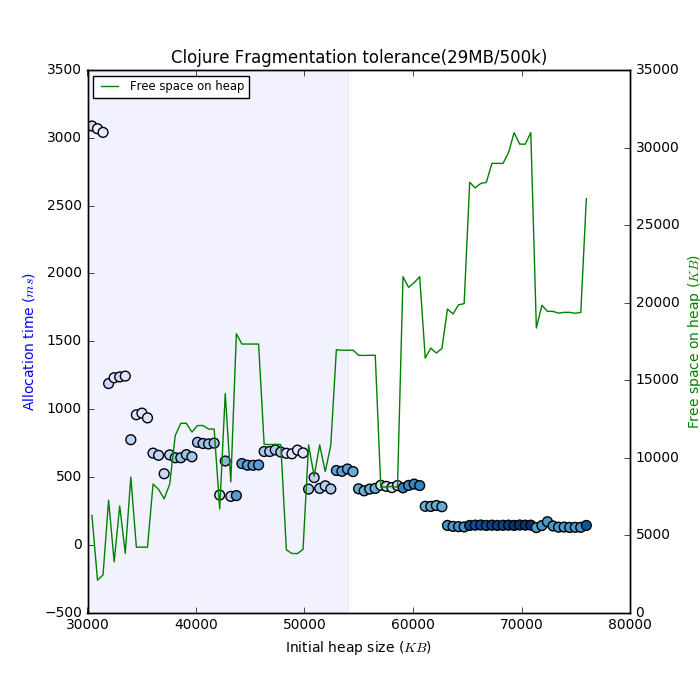 Clojure Fragmentation tolerance(29MB/500k)
Free space on heap
3500
3000
2500
2000
1500
1000
500
0
−500
Allocation time (ms)
35000
30000
25000
20000
15000
10000
5000
0
Free space on heap (KB)
30000 40000 50000 60000 70000 80000
Initial heap size (KB)